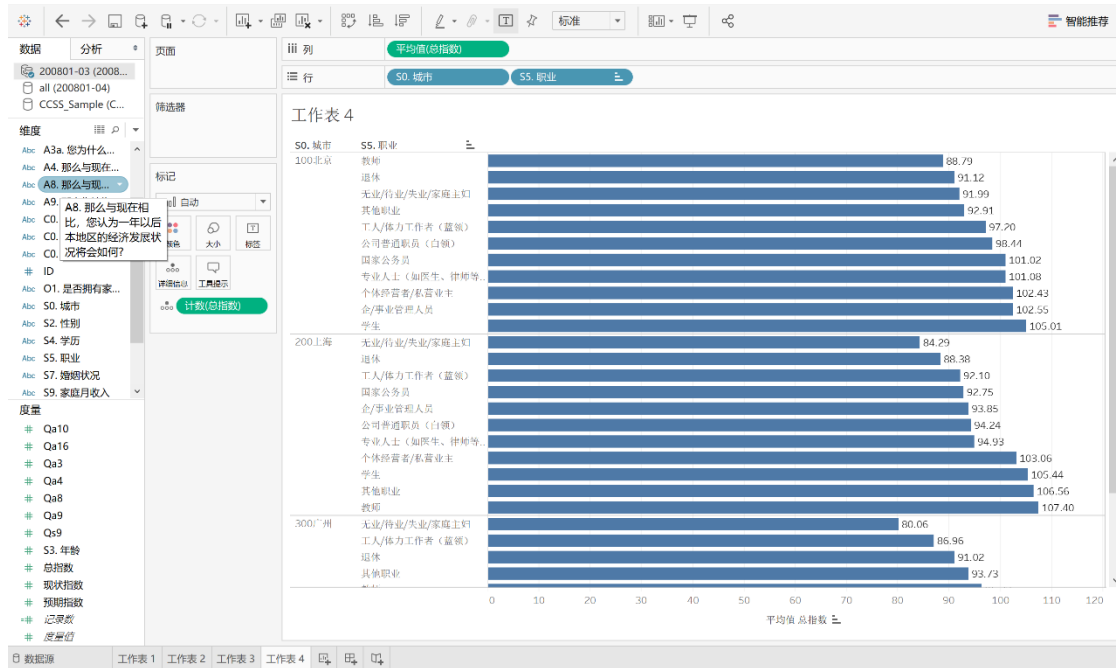 标准
智能推荐
数据
分析
200801-03 (2008...
all (200801-04)
CCSS_Sample (C...
维度
Abc A3a. 您为什么...
Abc A4. 那么与现在...
Abc A8. 那么与现...
Abc A9.
Abc C0.
Abc C0.
Abc C0.
# ID
Abc O1. 是否拥有家...
Abc S0. 城市
Abc S2. 性别
Abc S4. 学历
Abc S5. 职业
Abc S7. 婚姻状况
Abc S9. 家庭月收入
A8. 那么与现在相
比，您认为一年以后
本地区的经济发展状
况将会如何?
度量
# Qa10
# Qa16
# Qa3
# Qa4
# Qa8
# Qa9
# Qs9
# S3. 年龄
# 总指数
# 现状指数
# 预期指数
# 记录数
# 度量值
页面
筛选器
标记
自动
颜色 大小 标签
详细信息 工具提示
计数(总指数)
列 平均值(总指数)
行 S0. 城市 S5. 职业
工作表 4
S0. 城市 S5. 职业
100北京 教师 88.79
退休 91.12
无业/待业/失业/家庭主妇 91.99
其他职业 92.91
工人/体力工作者（蓝领） 97.20
公司普通职员（白领） 98.44
国家公务员 101.02
专业人士（如医生、律师等.. 101.08
个体经营者/私营业主 102.43
企/事业管理人员 102.55
学生 105.01
200上海 无业/待业/失业/家庭主妇 84.29
退休 88.38
工人/体力工作者（蓝领） 92.10
国家公务员 92.75
企/事业管理人员 93.85
公司普通职员（白领） 94.24
专业人士（如医生、律师等.. 94.93
个体经营者/私营业主 103.06
学生 105.44
其他职业 106.56
教师 107.40
300广州 无业/待业/失业/家庭主妇 80.06
工人/体力工作者（蓝领） 86.96
退休 91.02
其他职业 93.73
0 10 20 30 40 50 60 70 80 90 100 110 120
平均值 总指数
数据源 工作表 1 工作表 2 工作表 3 工作表 4